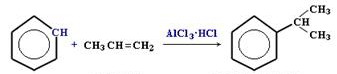 CH + CH₃CH=CH₂ AlCl₃·HCl CH CH₃ CH₃